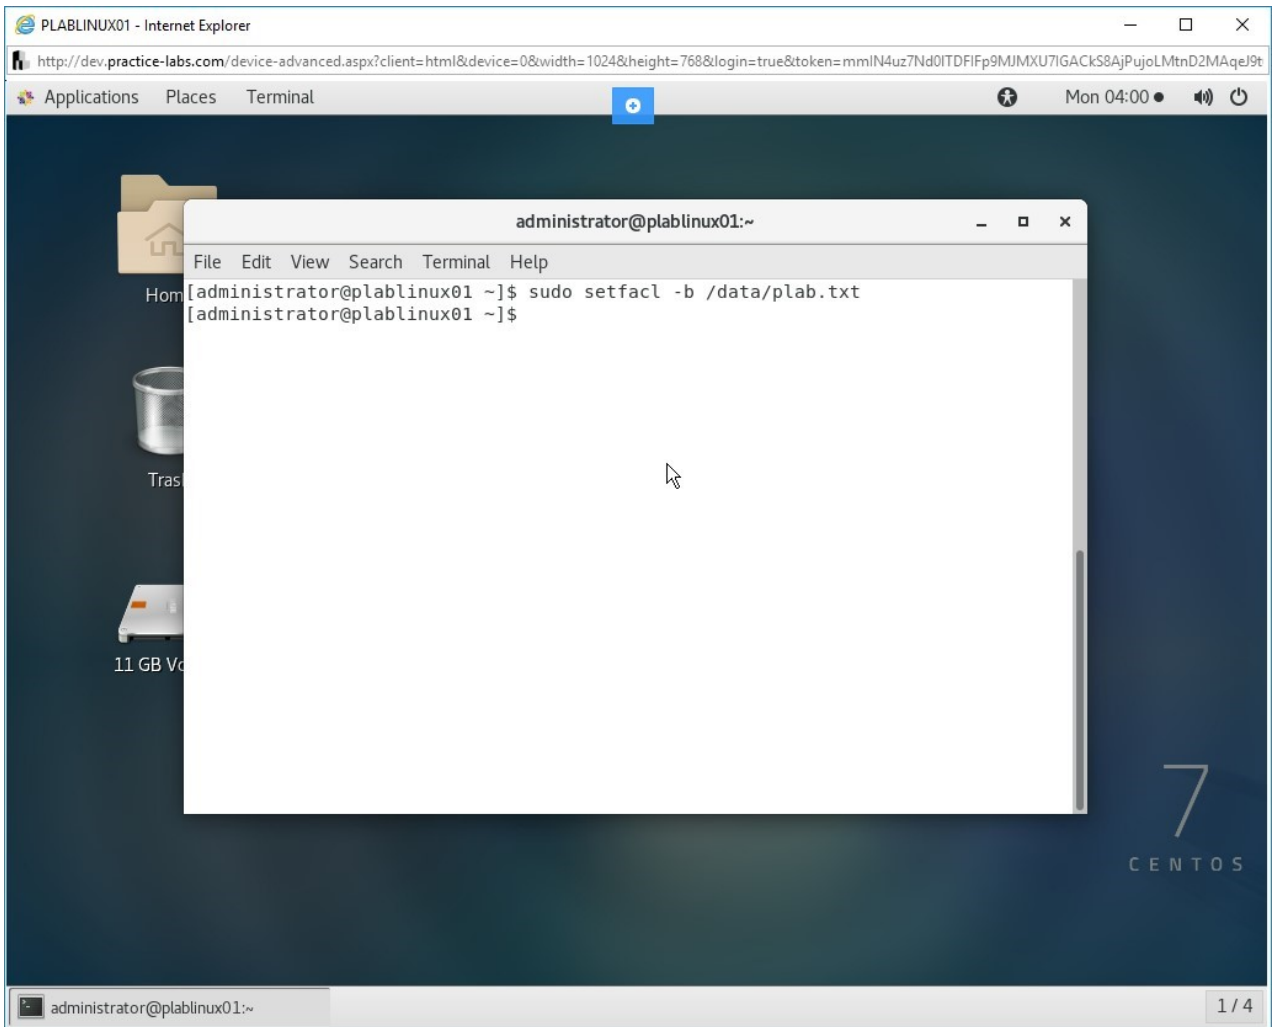 PLABLINUX01 - Internet Explorer
http://dev.practice-labs.com/device-advanced.aspx?client=html&device=0&width=1024&height=768&login=true&token=mmlN4uz7Nd0ITDFlFp9MJMXU7IGACkS8AjPujoLMtnD2MAqeJ9t
Applications Places Terminal Mon 04:00
administrator@plablinux01:~
File Edit View Search Terminal Help
Hom
[administrator@plablinux01 ~]$ sudo setfacl -b /data/plab.txt
[administrator@plablinux01 ~]$
Tras
11 GB Vo
7
CENTOS
administrator@plablinux01:~
1 / 4